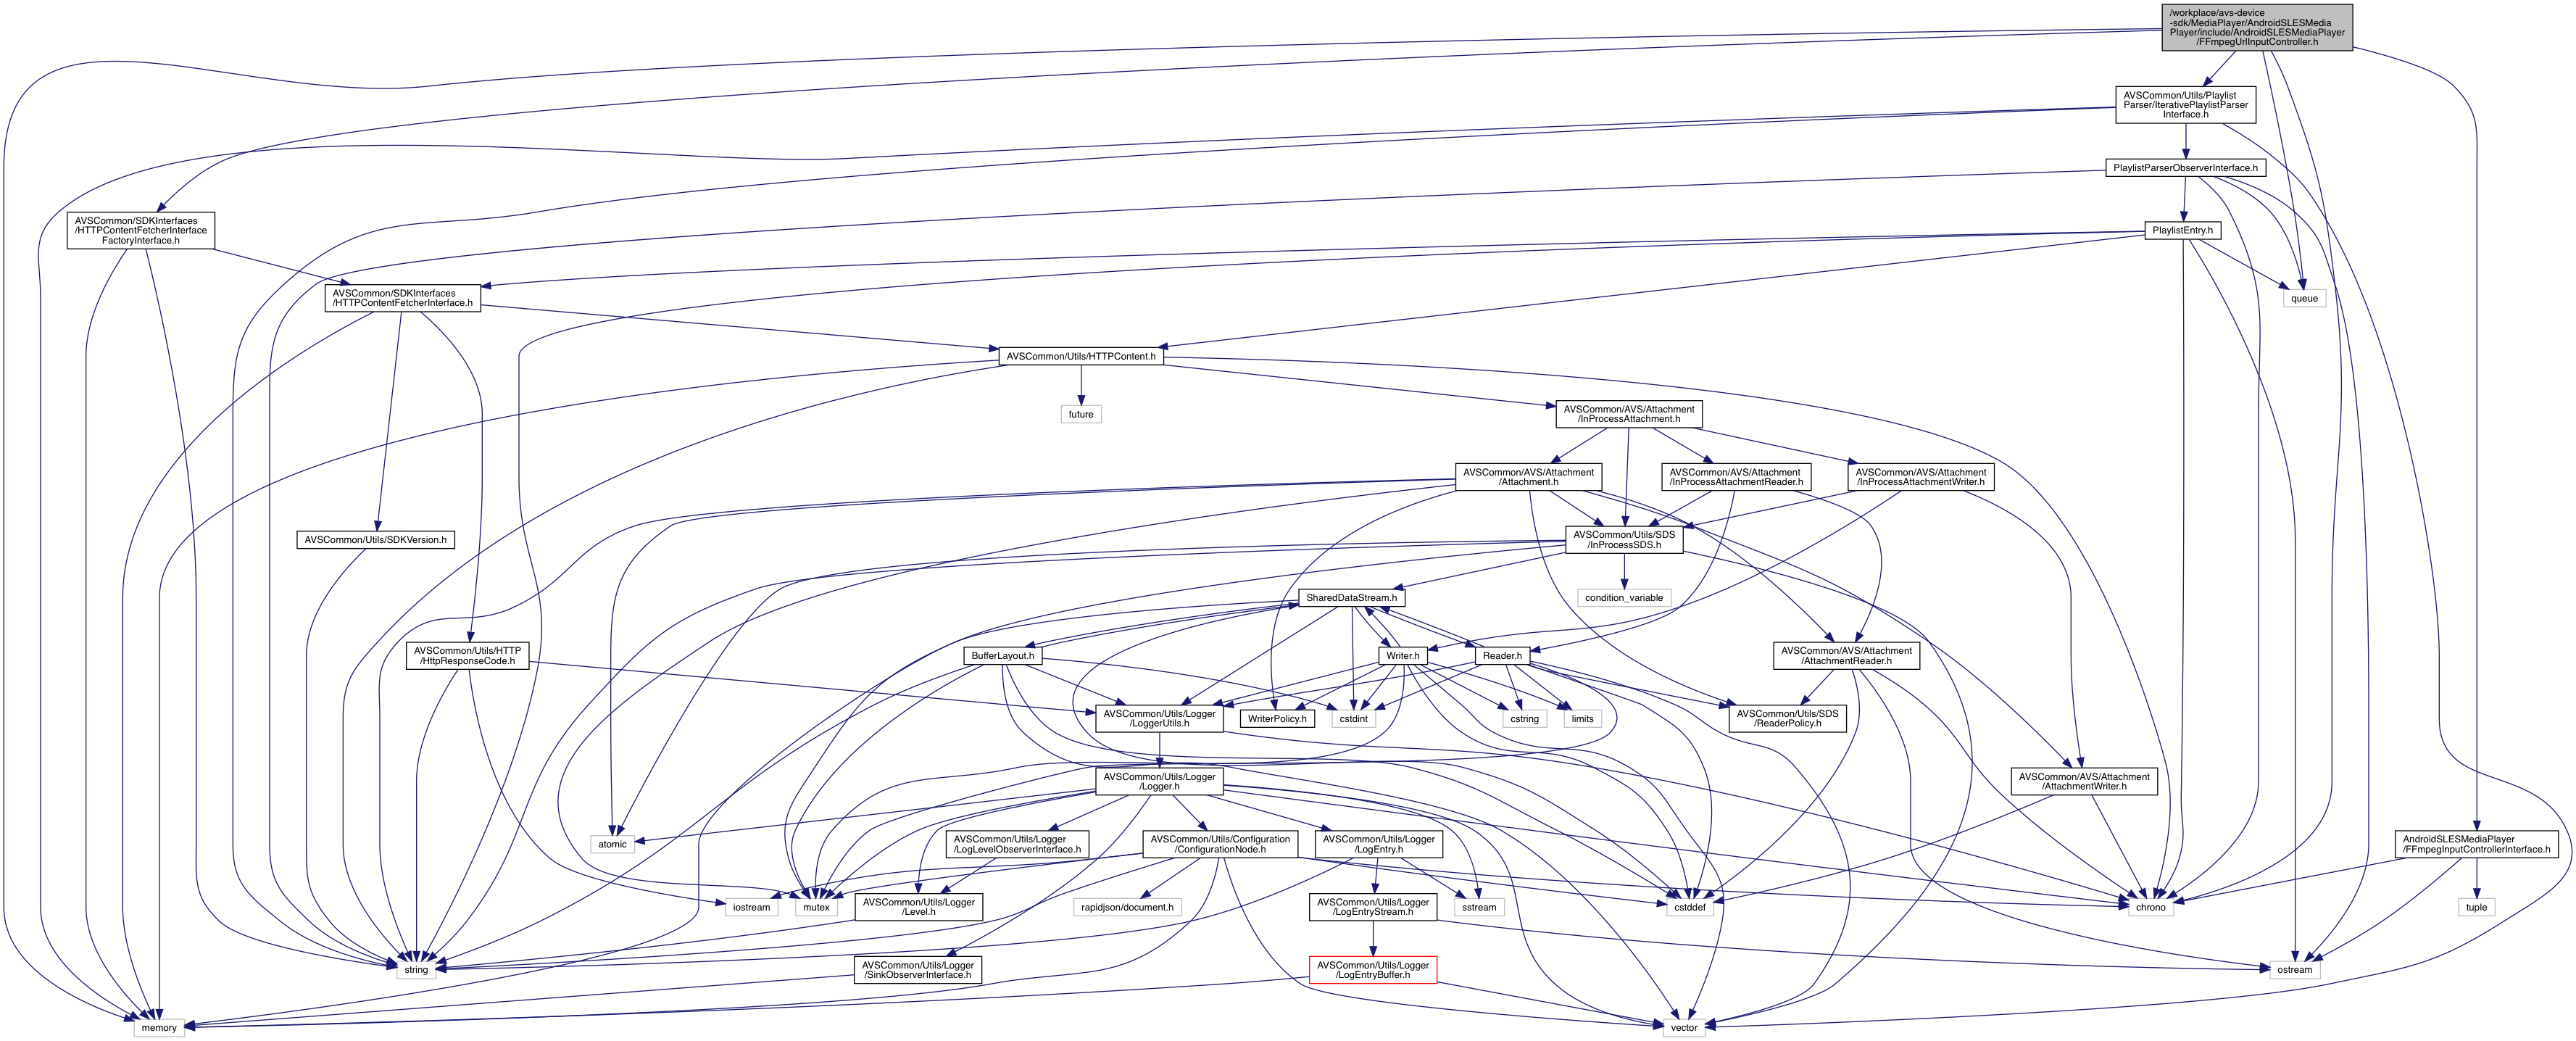 /workplace/avs-device
-sdk/MediaPlayer/AndroidSLESMedia
Player/include/AndroidSLESMediaPlayer
/FFmpegUrlInputController.h
AVSCommon/Utils/Playlist
Parser/IterativePlaylistParser
Interface.h
PlaylistParserObserverInterface.h
AVSCommon/SDKInterfaces
/HTTPContentFetcherInterface
FactoryInterface.h
PlaylistEntry.h
AVSCommon/SDKInterfaces
/HTTPContentFetcherInterface.h
queue
AVSCommon/Utils/HTTPContent.h
future
AVSCommon/AVS/Attachment
/InProcessAttachment.h
AVSCommon/AVS/Attachment
/Attachment.h
AVSCommon/AVS/Attachment
/InProcessAttachmentReader.h
AVSCommon/AVS/Attachment
/InProcessAttachmentWriter.h
AVSCommon/Utils/SDKVersion.h
AVSCommon/Utils/SDS
/InProcessSDS.h
SharedDataStream.h
condition_variable
AVSCommon/Utils/HTTP
/HttpResponseCode.h
BufferLayout.h
Writer.h
Reader.h
AVSCommon/AVS/Attachment
/AttachmentReader.h
AVSCommon/Utils/Logger
/LoggerUtils.h
WriterPolicy.h
cstdint
cstring
limits
AVSCommon/Utils/SDS
/ReaderPolicy.h
AVSCommon/Utils/Logger
/Logger.h
AVSCommon/AVS/Attachment
/AttachmentWriter.h
atomic
AVSCommon/Utils/Logger
/LogLevelObserverInterface.h
AVSCommon/Utils/Configuration
/ConfigurationNode.h
AVSCommon/Utils/Logger
/LogEntry.h
AndroidSLESMediaPlayer
/FFmpegInputControllerInterface.h
iostream
mutex
AVSCommon/Utils/Logger
/Level.h
rapidjson/document.h
AVSCommon/Utils/Logger
/LogEntryStream.h
sstream
cstddef
chrono
tuple
string
AVSCommon/Utils/Logger
/SinkObserverInterface.h
AVSCommon/Utils/Logger
/LogEntryBuffer.h
ostream
memory
vector